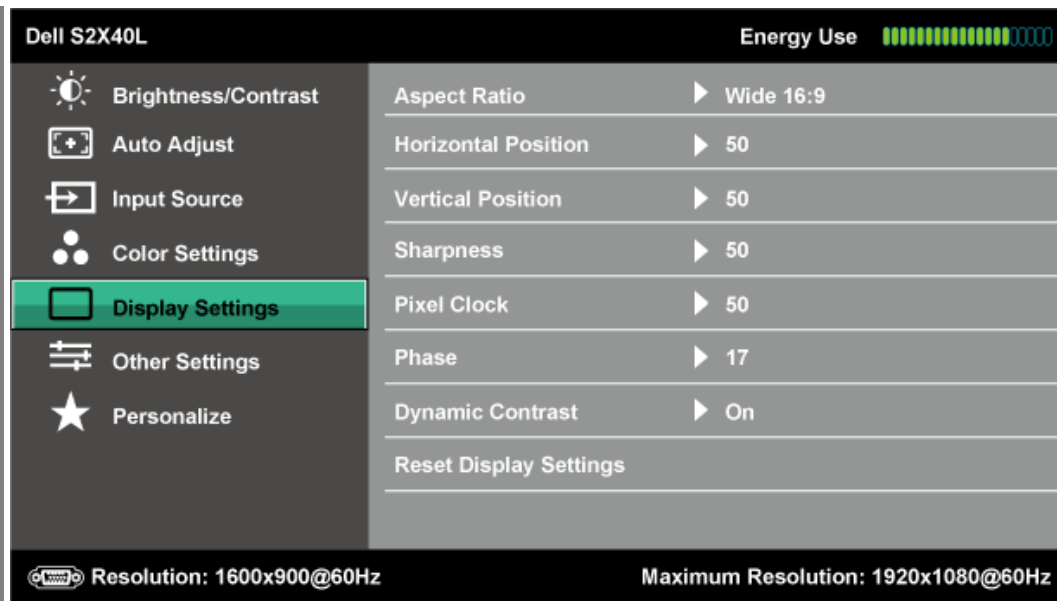 Dell S2X40L Energy Use
Brightness/Contrast Aspect Ratio Wide 16:9
Auto Adjust Horizontal Position 50
Input Source Vertical Position 50
Color Settings Sharpness 50
Display Settings Pixel Clock 50
Other Settings Phase 17
Personalize Dynamic Contrast On
Reset Display Settings
Resolution: 1600x900@60Hz Maximum Resolution: 1920x1080@60Hz